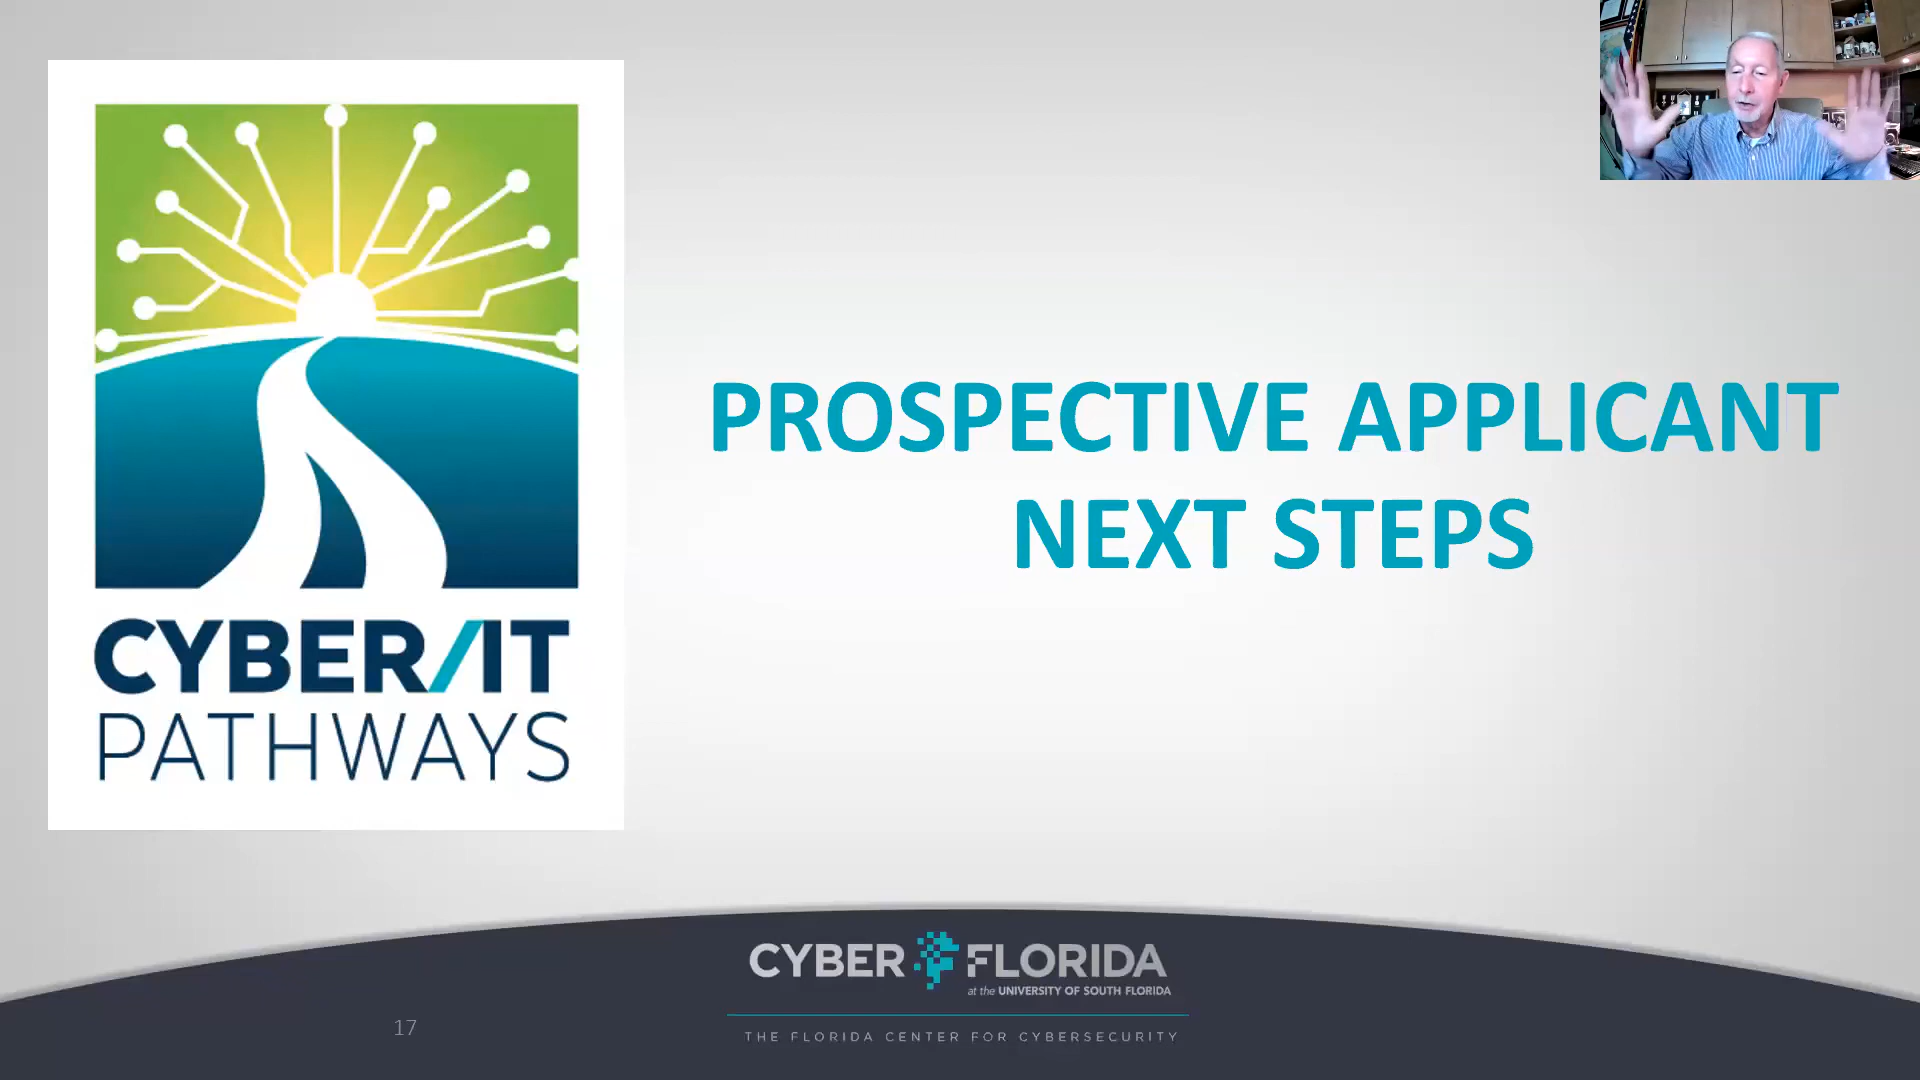 PROSPECTIVE APPLICANT
NEXT STEPS
CYBER/IT
PATHWAYS
CYBER FLORIDA
at the UNIVERSITY OF SOUTH FLORIDA
THE FLORIDA CENTER FOR CYBERSECURITY
17